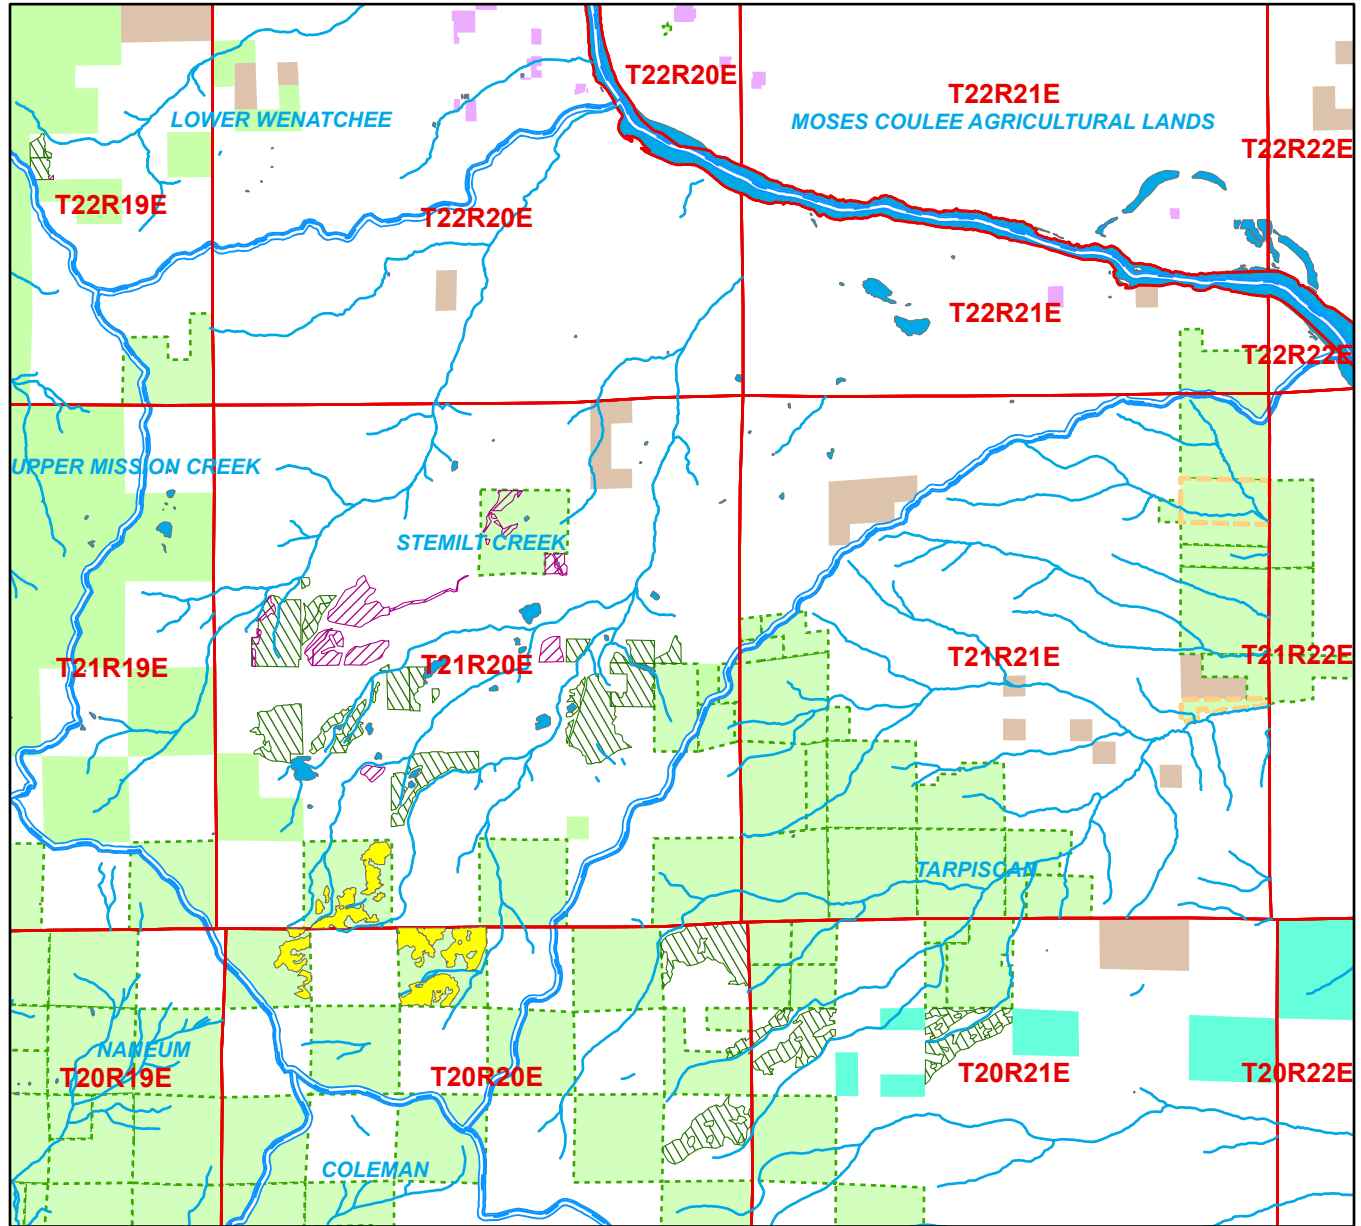 T22R20E
T22R21E
LOWER WENATCHEE
MOSES COULEE AGRICULTURAL LANDS
T22R22E
T22R19E
T22R20E
T22R21E
T22R22E
UPPER MISSION CREEK
STEMILT CREEK
T21R19E
T21R20E
T21R21E
T21R22E
TARPISCAN
NANEUM
T20R19E
T20R20E
T20R21E
T20R22E
COLEMAN